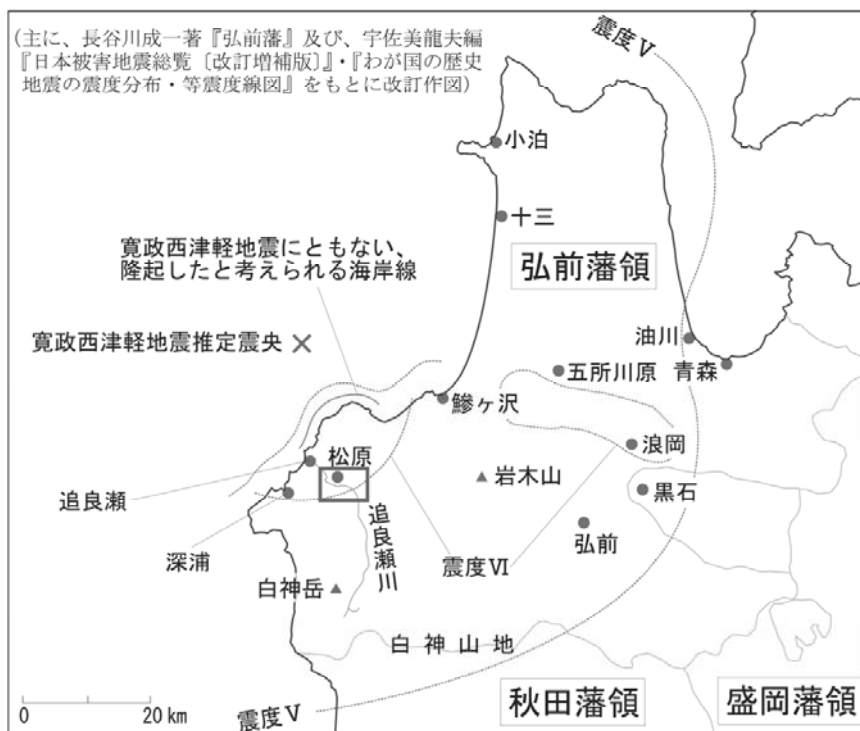 (主に、長谷川成一著『弘前藩』及び、宇佐美龍夫編
『日本被害地震総覧〔改訂増補版〕』・『わが国の歴史
地震の震度分布・等震度線図』をもとに改訂作図)
震度Ⅴ
小泊
十三
寛政西津軽地震にともない、
隆起したと考えられる海岸線
弘前藩領
寛政西津軽地震推定震央
油川
五所川原
青森
鰺ヶ沢
浪岡
松原
岩木山
黒石
追良瀬
追良瀬川
弘前
深浦
震度Ⅵ
白神岳
白神山地
秋田藩領
盛岡藩領
0 20 km
震度Ⅴ